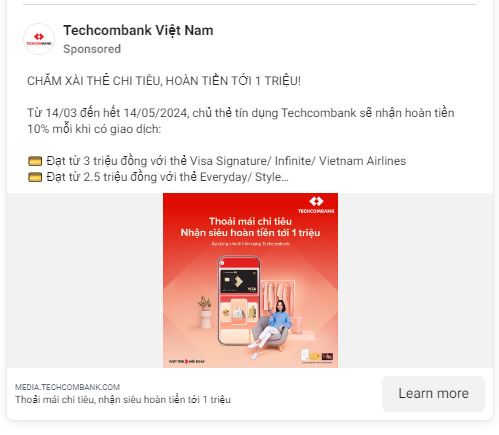 Techcombank Việt Nam
TECHCOMBANK
Sponsored
CHĂM XÀI THẺ CHI TIÊU, HOÀN TIỀN TỚI 1 TRIỆU!
Từ 14/03 đến hết 14/05/2024, chủ thẻ tín dụng Techcombank sẽ nhận hoàn tiền
10% mỗi khi có giao dịch:
Đạt từ 3 triệu đồng với thẻ Visa Signature/ Infinite/ Vietnam Airlines
Đạt từ 2.5 triệu đồng với thẻ Everyday/ Style...
TECHCOMBANK
Thoải mái chi tiêu
Nhận siêu hoàn tiền tới 1 triệu
Áp dụng cho thẻ tín dụng Techcombank
VISA
VƯỢT TRỘI MỖI NGÀY
MEDIA.TECHCOMBANK.COM
Thoải mái chi tiêu, nhận siêu hoàn tiền tới 1 triệu
Learn more